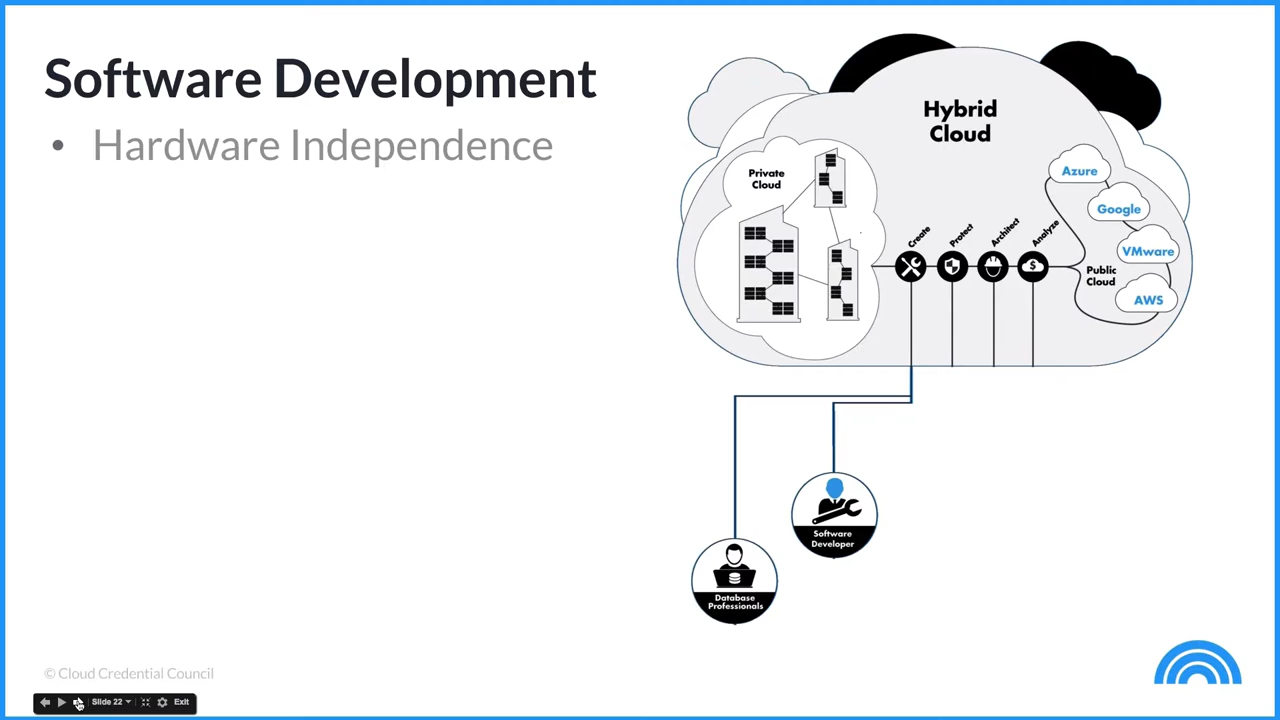 Software Development
• Hardware Independence
Hybrid
Cloud
Private
Cloud
Azure
Google
VMware
AWS
Public
Cloud
Create
Protect
Architect
Analyze
$
Software
Developer
Database
Professionals
© Cloud Credential Council
Slide 22
Exit